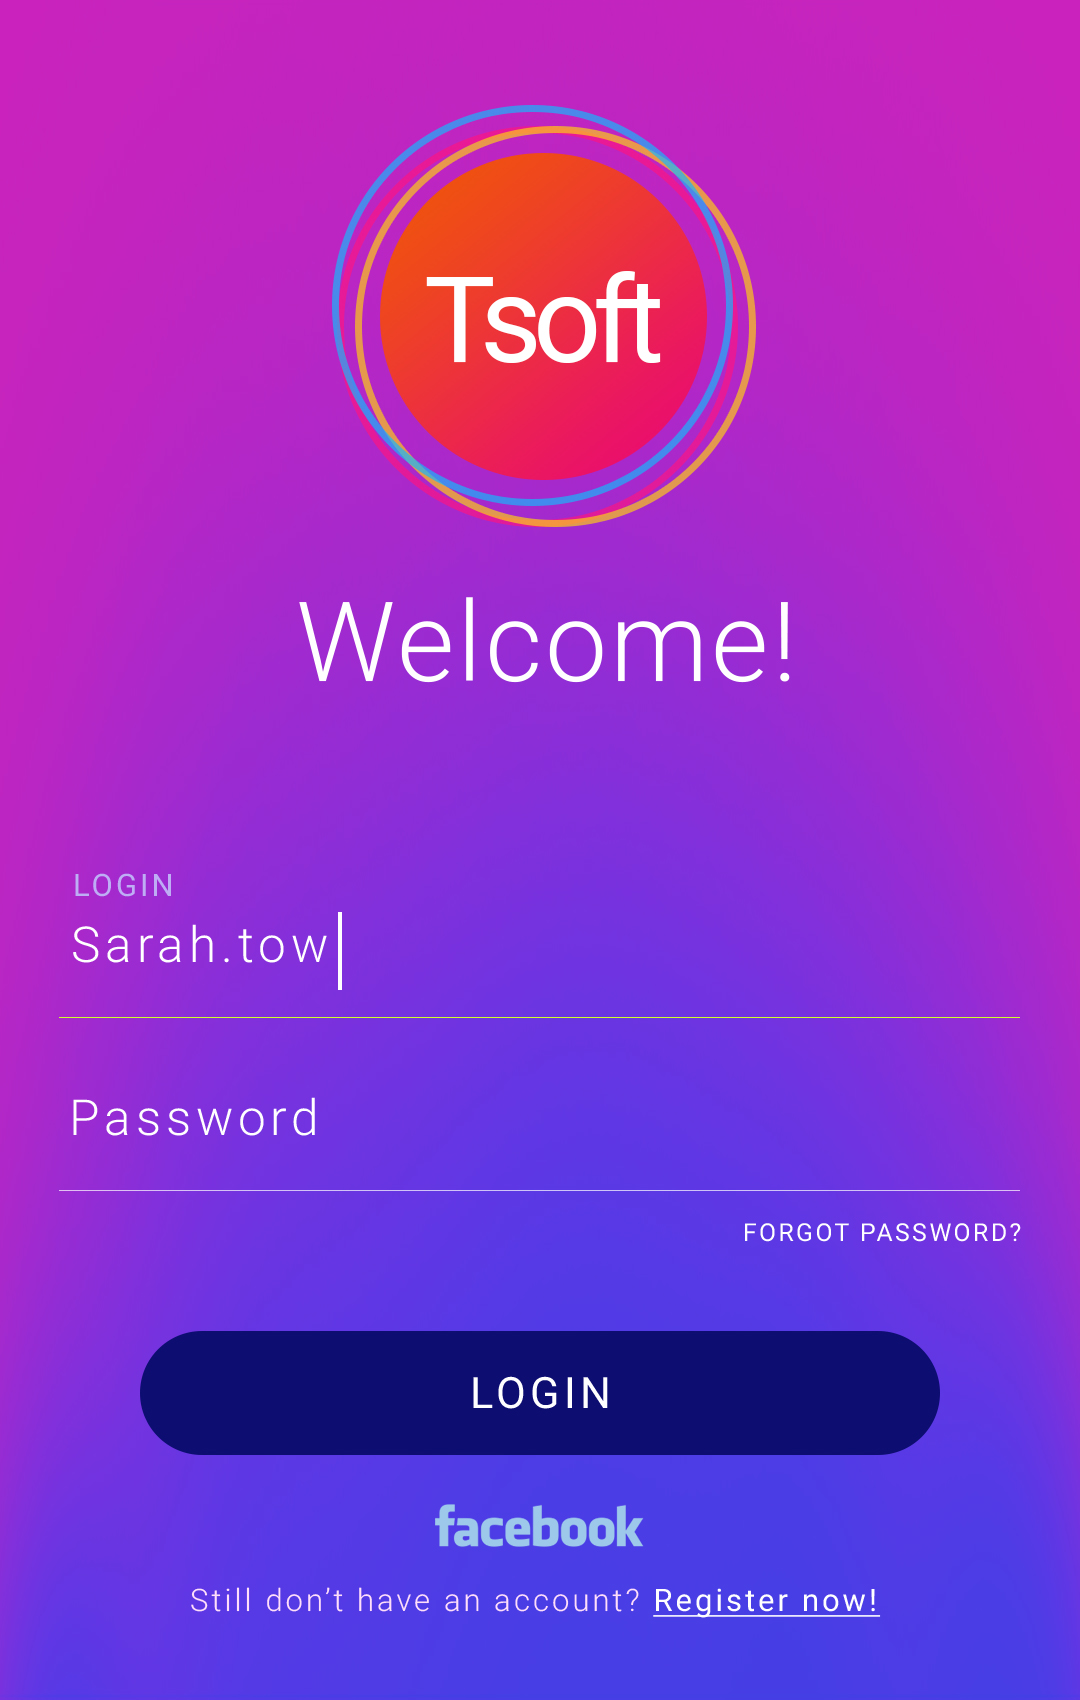 Tsoft
Welcome!
LOGIN
Sarah.tow
Password
FORGOT PASSWORD?
LOGIN
facebook
Still don’t have an account? Register now!